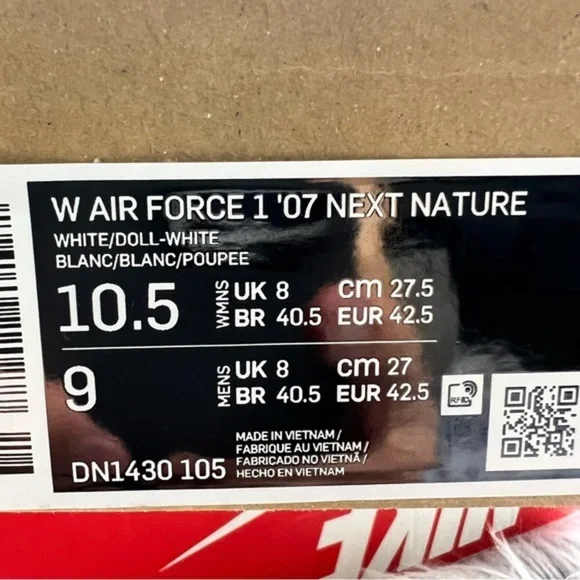 W AIR FORCE 1 '07 NEXT NATURE
WHITE/DOLL-WHITE
BLANC/BLANC/POUPEE
10.5 WMNS UK 8 cm 27.5
BR 40.5 EUR 42.5
9 MENS UK 8 cm 27
BR 40.5 EUR 42.5
RFID
DN1430 105
MADE IN VIETNAM /
FABRIQUE AU VIETNAM /
FABRICADO NO VIETNÃ /
HECHO EN VIETNAM
NIKE